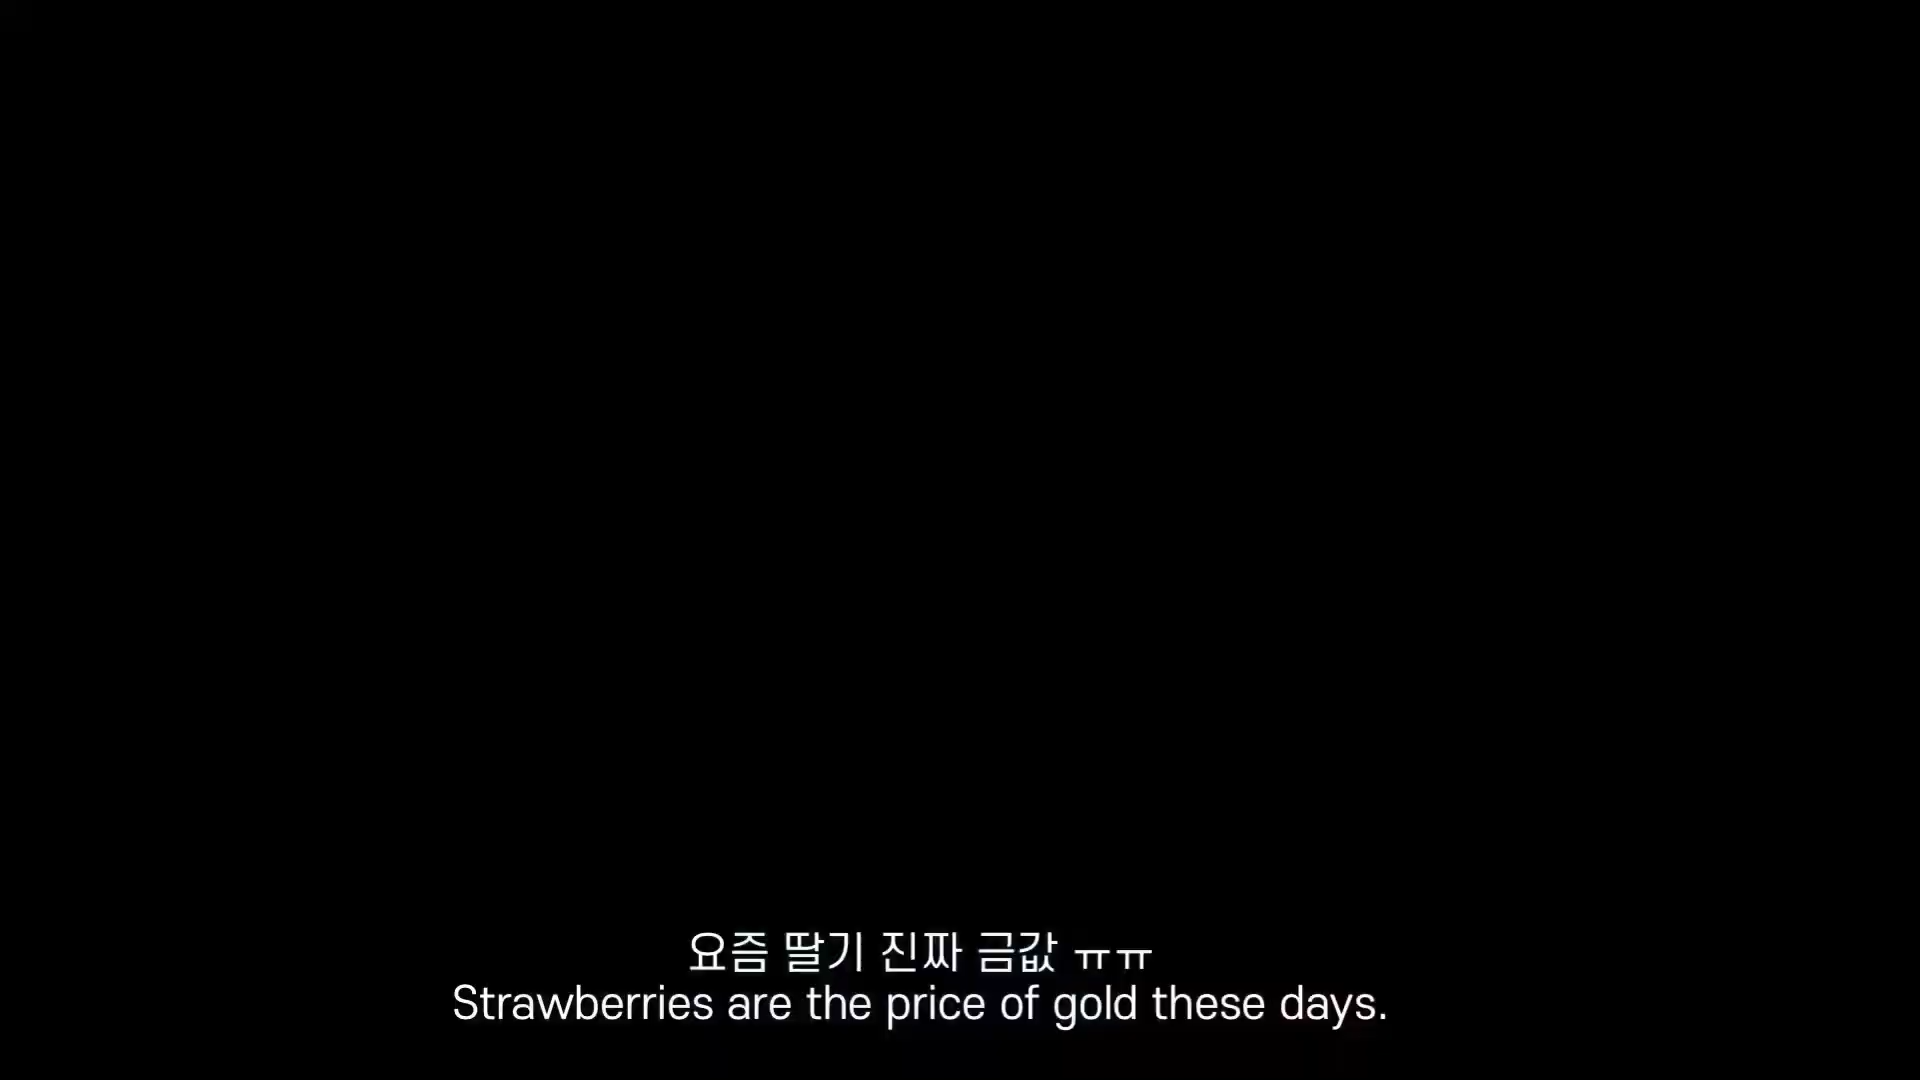 요즘 딸기 진짜 금값 ㅠㅠ
Strawberries are the price of gold these days.